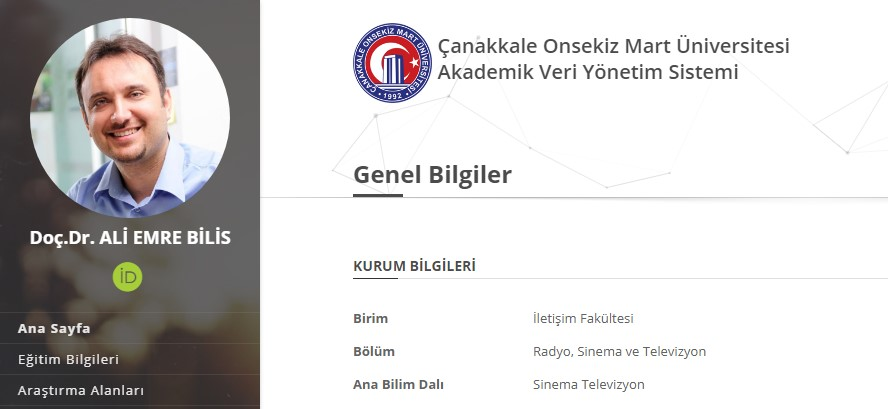 Doç.Dr. ALİ EMRE BİLİS
iD
Ana Sayfa
Eğitim Bilgileri
Araştırma Alanları
ÇANAKKALE ONSEKİZ MART ÜNİVERSİTESİ
• 1992 •
Çanakkale Onsekiz Mart Üniversitesi
Akademik Veri Yönetim Sistemi
Genel Bilgiler
KURUM BİLGİLERİ
Birim İletişim Fakültesi
Bölüm Radyo, Sinema ve Televizyon
Ana Bilim Dalı Sinema Televizyon